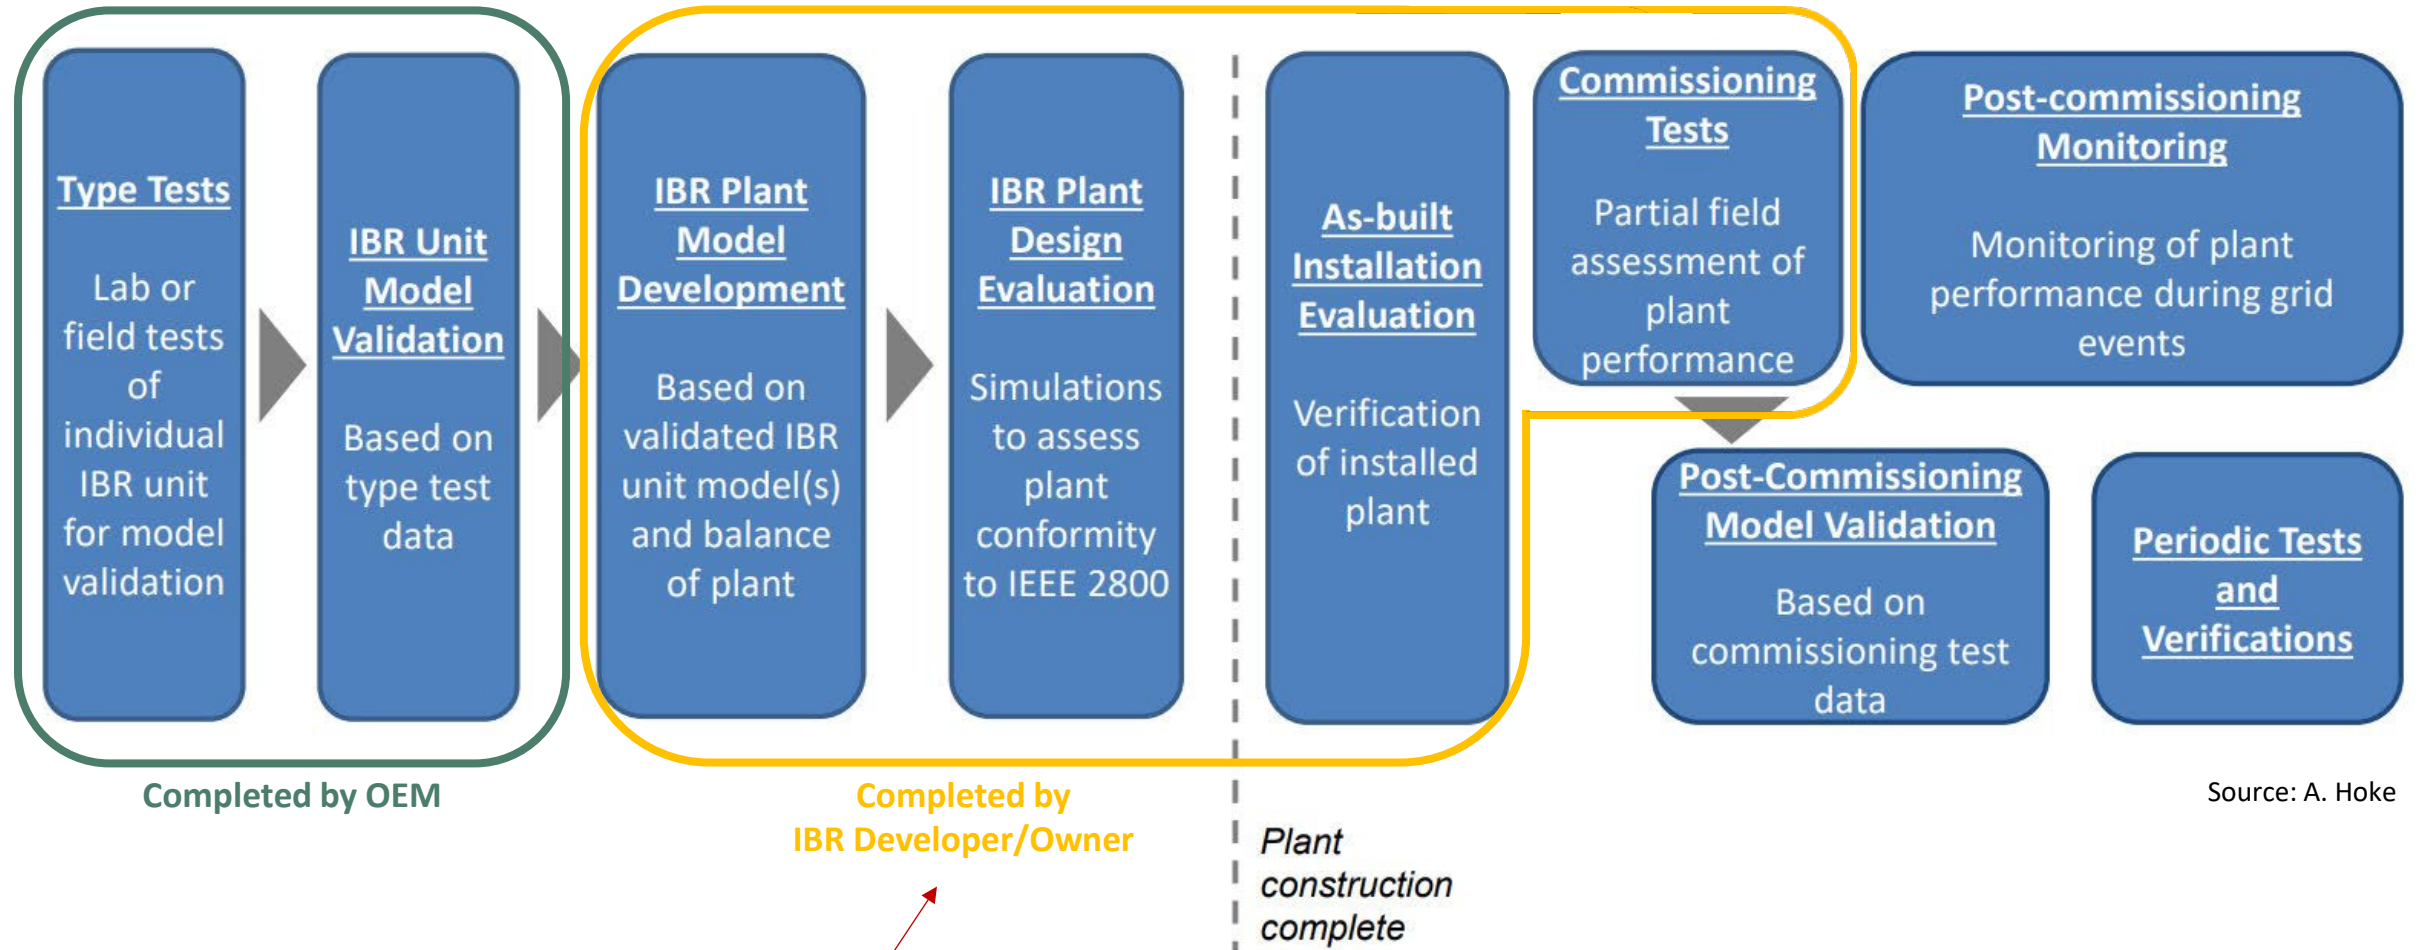 Type Tests
Lab or
field tests
of
individual
IBR unit
for model
validation
IBR Unit
Model
Validation
Based on
type test
data
Completed by OEM
IBR Plant
Model
Development
Based on
validated IBR
unit model(s)
and balance
of plant
IBR Plant
Design
Evaluation
Simulations
to assess
plant
conformity
to IEEE 2800
As-built
Installation
Evaluation
Verification
of installed
plant
Commissioning
Tests
Partial field
assessment of
plant
performance
Completed by
IBR Developer/Owner
Plant
construction
complete
Post-commissioning
Monitoring
Monitoring of plant
performance during grid
events
Post-Commissioning
Model Validation
Based on
commissioning test
data
Periodic Tests
and
Verifications
Source: A. Hoke